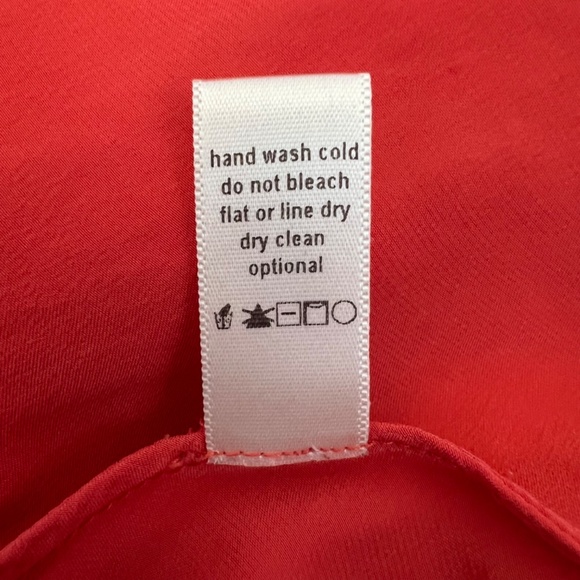 hand wash cold
do not bleach
flat or line dry
dry clean
optional